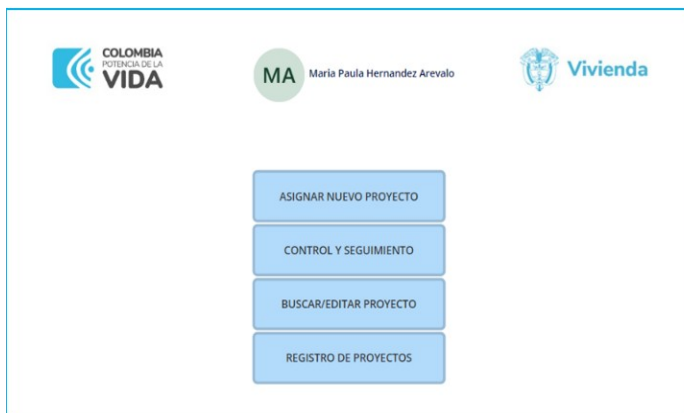 COLOMBIA
POTENCIA DE LA
VIDA
MA
Maria Paula Hernandez Arevalo
Vivienda
ASIGNAR NUEVO PROYECTO
CONTROL Y SEGUIMIENTO
BUSCAR/EDITAR PROYECTO
REGISTRO DE PROYECTOS